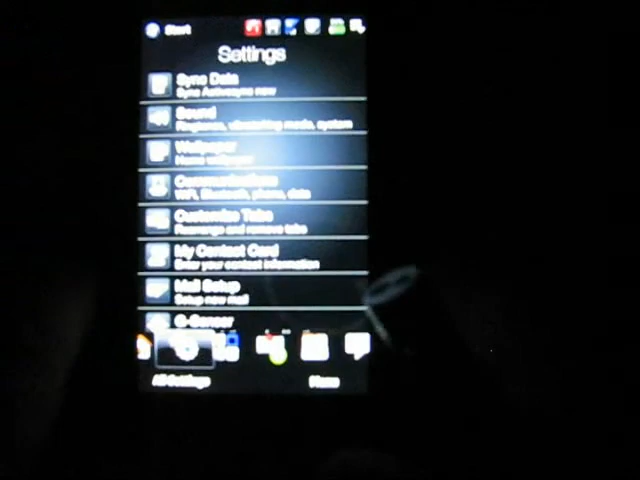 Start
Settings
Sync Data
Sync Activesync now
Sound
Ringtone, vibrating mode, system
Wallpaper
Home wallpaper
Communications
WiFi, Bluetooth, phone, data
Customize Tabs
Rearrange and remove tabs
My Contact Card
Enter your contact information
Mail Setup
Setup new mail
G-Sensor
All Settings
Menu